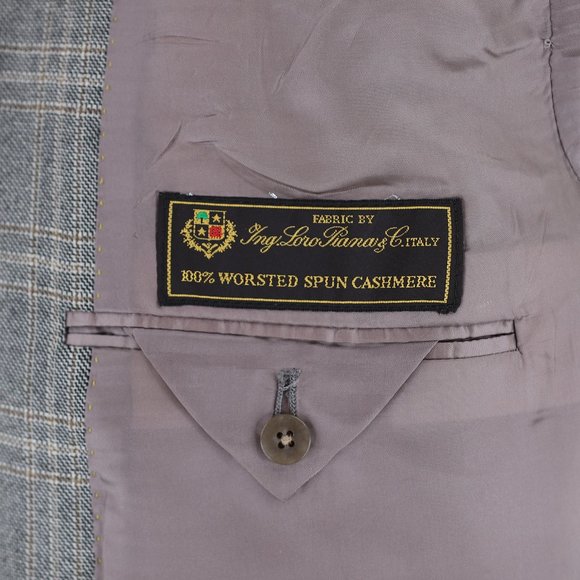 FABRIC BY
Ing. Loro Piana & C. ITALY
100% WORSTED SPUN CASHMERE